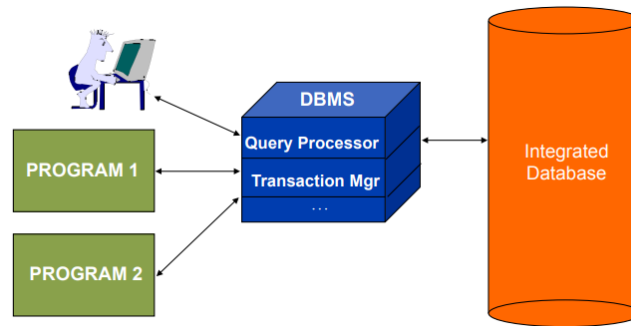 DBMS
Query Processor
Transaction Mgr
...
PROGRAM 1
PROGRAM 2
Integrated
Database